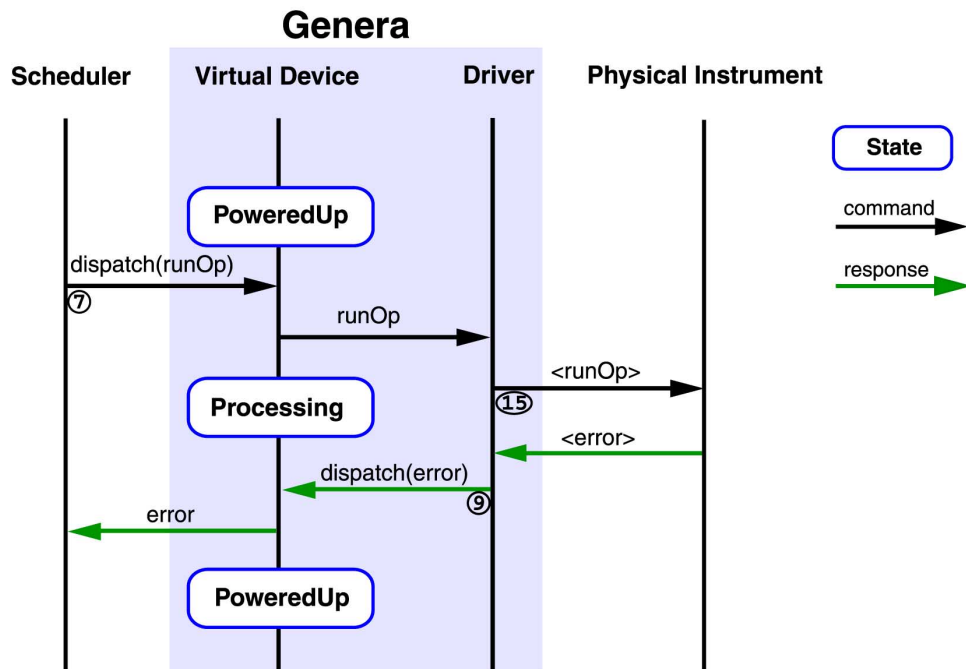 Genera
Scheduler
Virtual Device
Driver
Physical Instrument
State
PoweredUp
command
dispatch(runOp)
response
7
runOp
<runOp>
15
Processing
<error>
dispatch(error)
9
error
PoweredUp